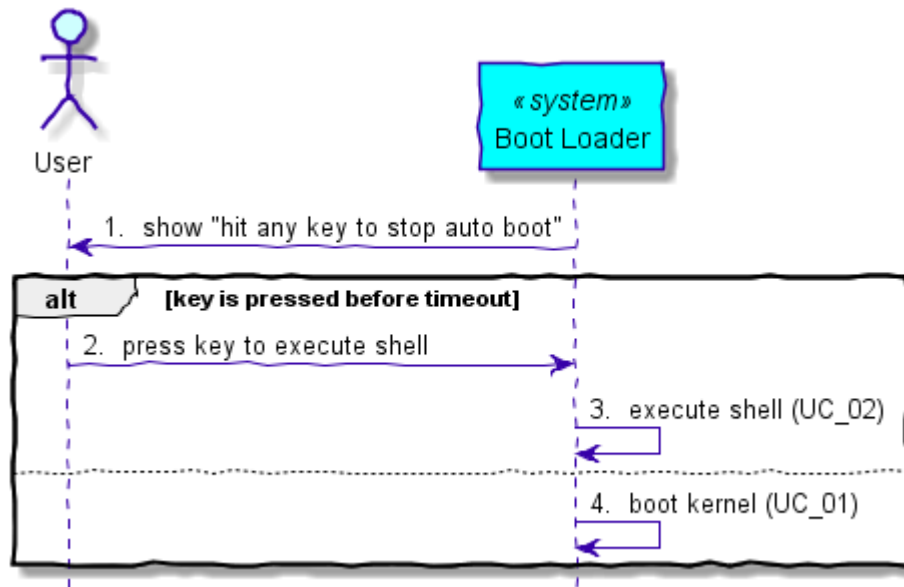 User
«system»
Boot Loader
1. show "hit any key to stop auto boot"
alt [key is pressed before timeout]
2. press key to execute shell
3. execute shell (UC_02)
4. boot kernel (UC_01)